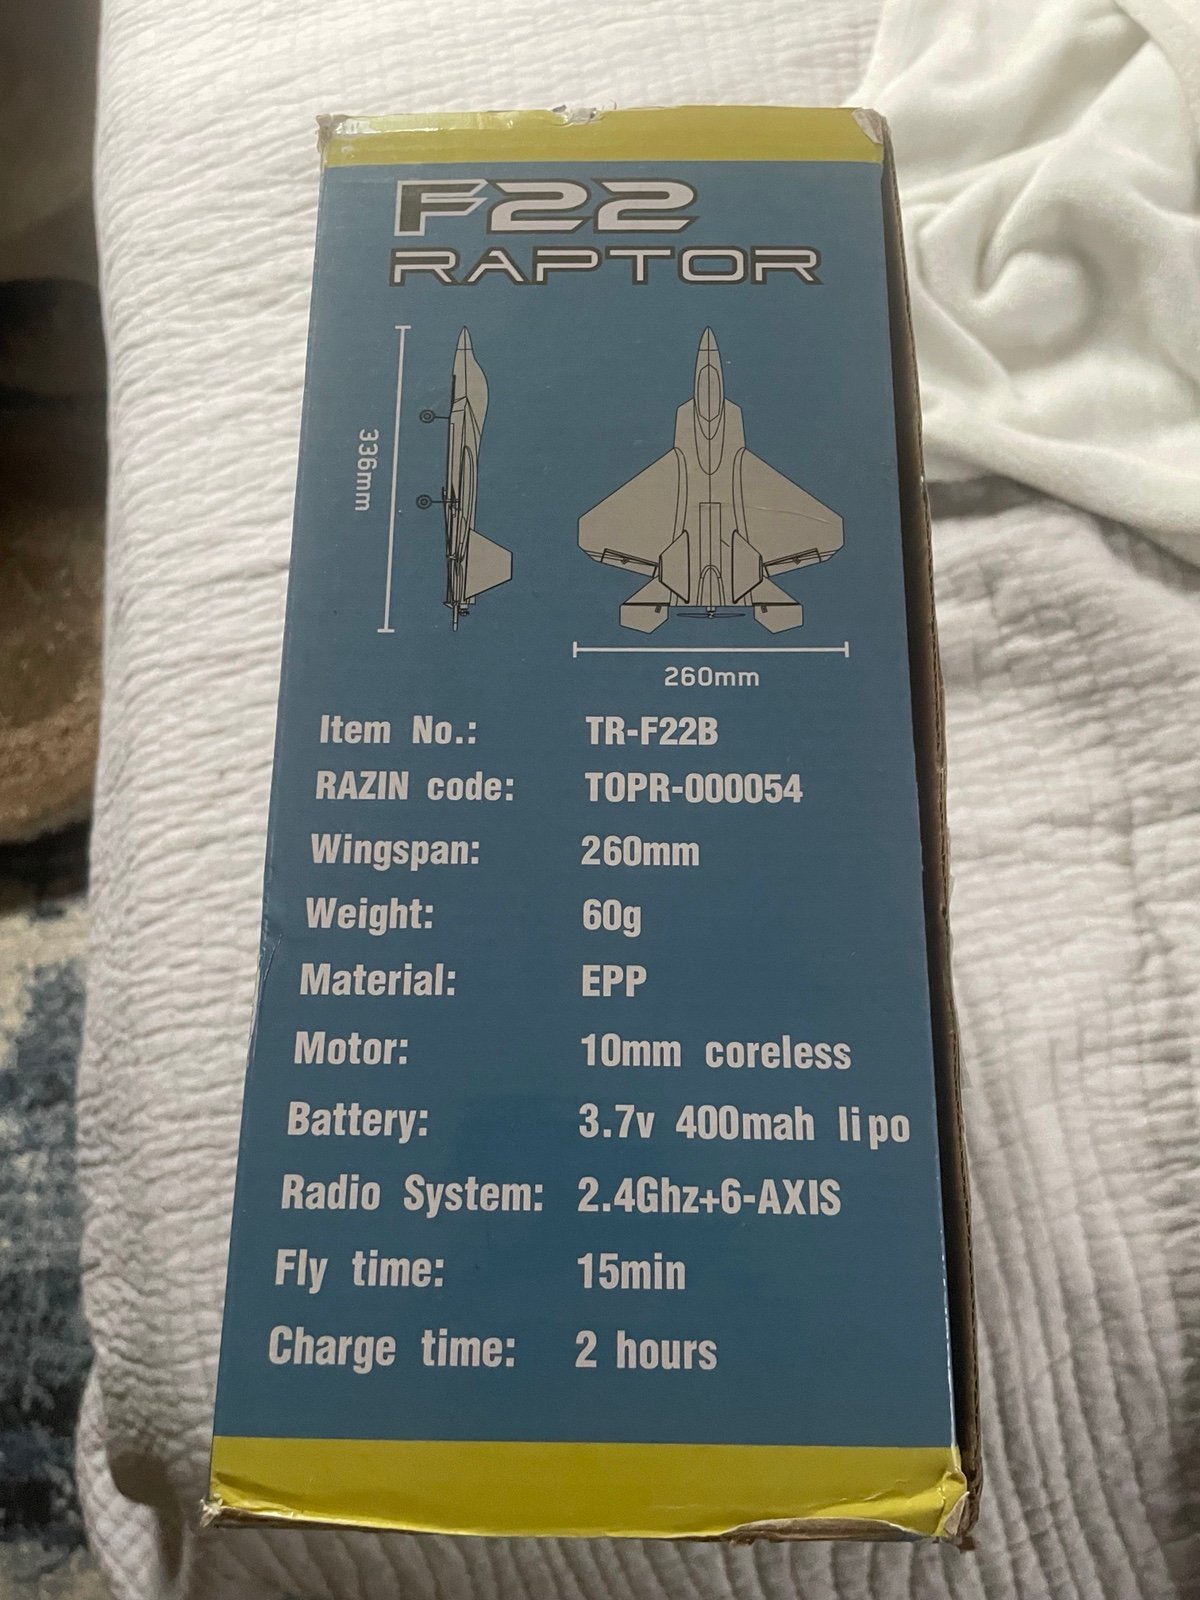 F22
RAPTOR
336mm
260mm
Item No.: TR-F22B
RAZIN code: TOPR-000054
Wingspan: 260mm
Weight: 60g
Material: EPP
Motor: 10mm coreless
Battery: 3.7v 400mah lipo
Radio System: 2.4Ghz+6-AXIS
Fly time: 15min
Charge time: 2 hours